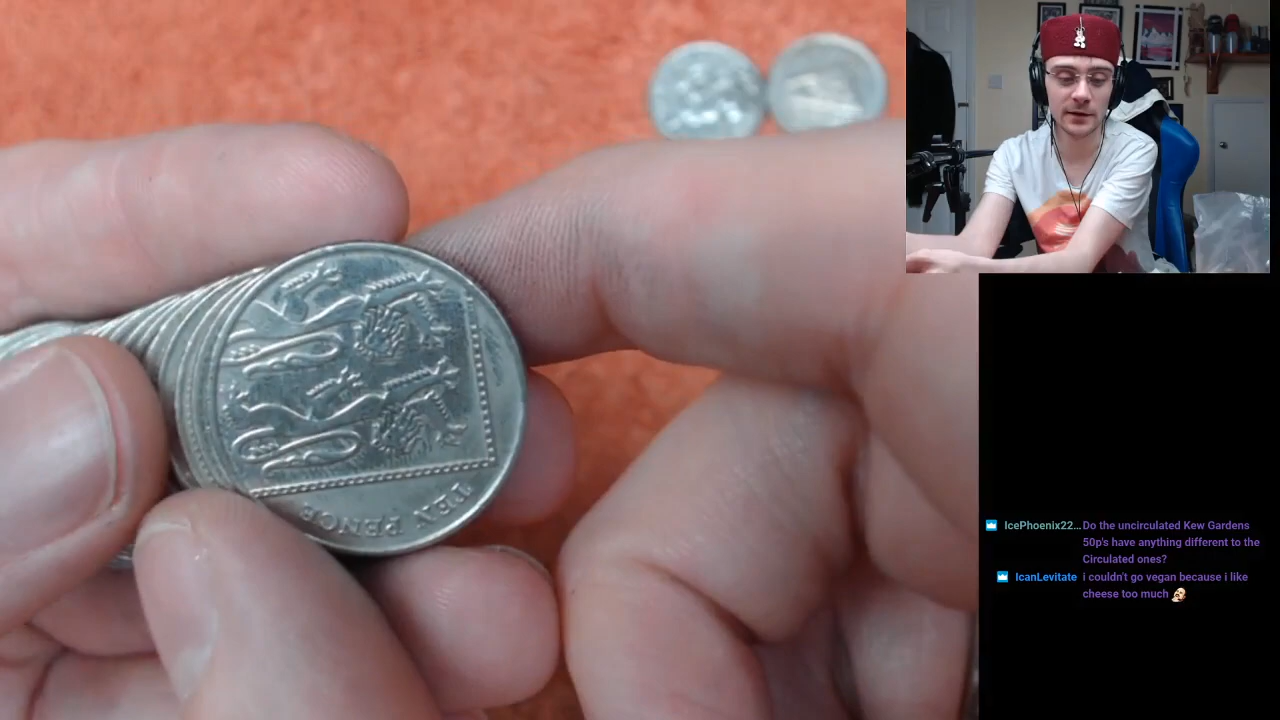 TEN PENCE
IcePhoenix22... Do the uncirculated Kew Gardens
50p's have anything different to the
Circulated ones?
IcanLevitate i couldn't go vegan because i like
cheese too much